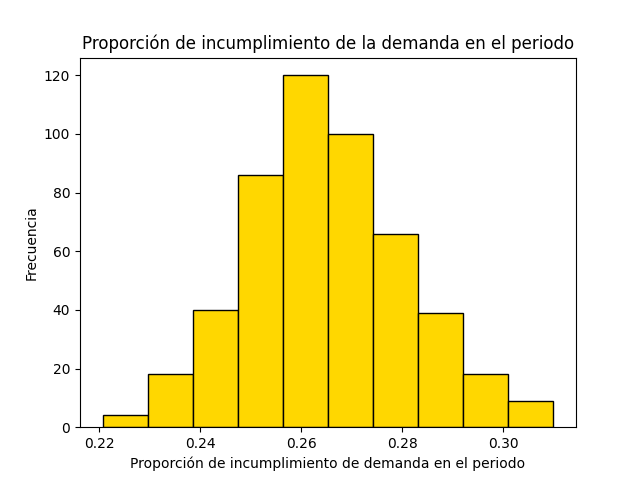 Proporción de incumplimiento de la demanda en el periodo
120
100
80
60
40
20
0
Frecuencia
0.22 0.24 0.26 0.28 0.30
Proporción de incumplimiento de demanda en el periodo